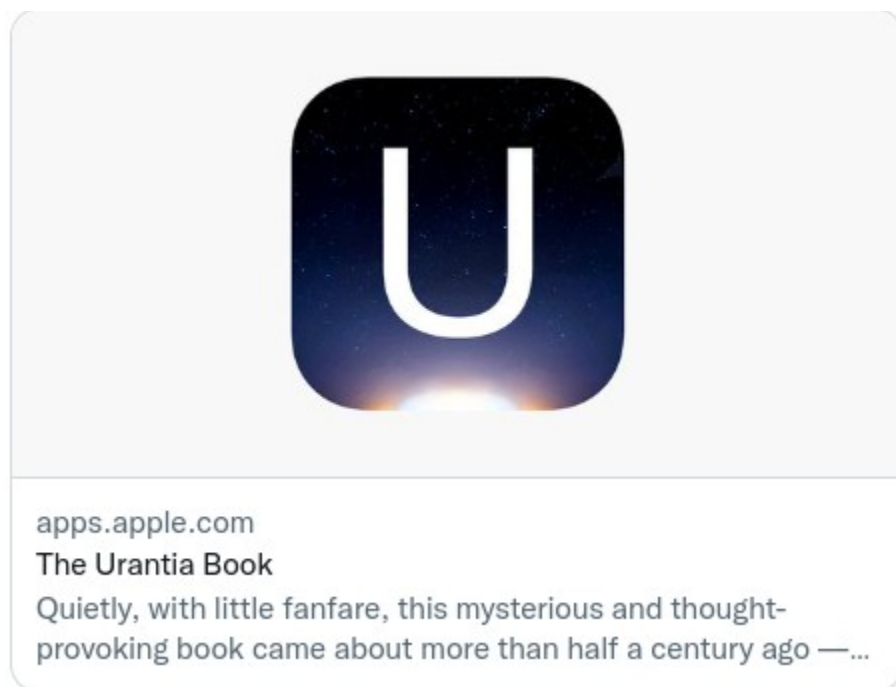 U
apps.apple.com
The Urantia Book
Quietly, with little fanfare, this mysterious and thought-
provoking book came about more than half a century ago —...